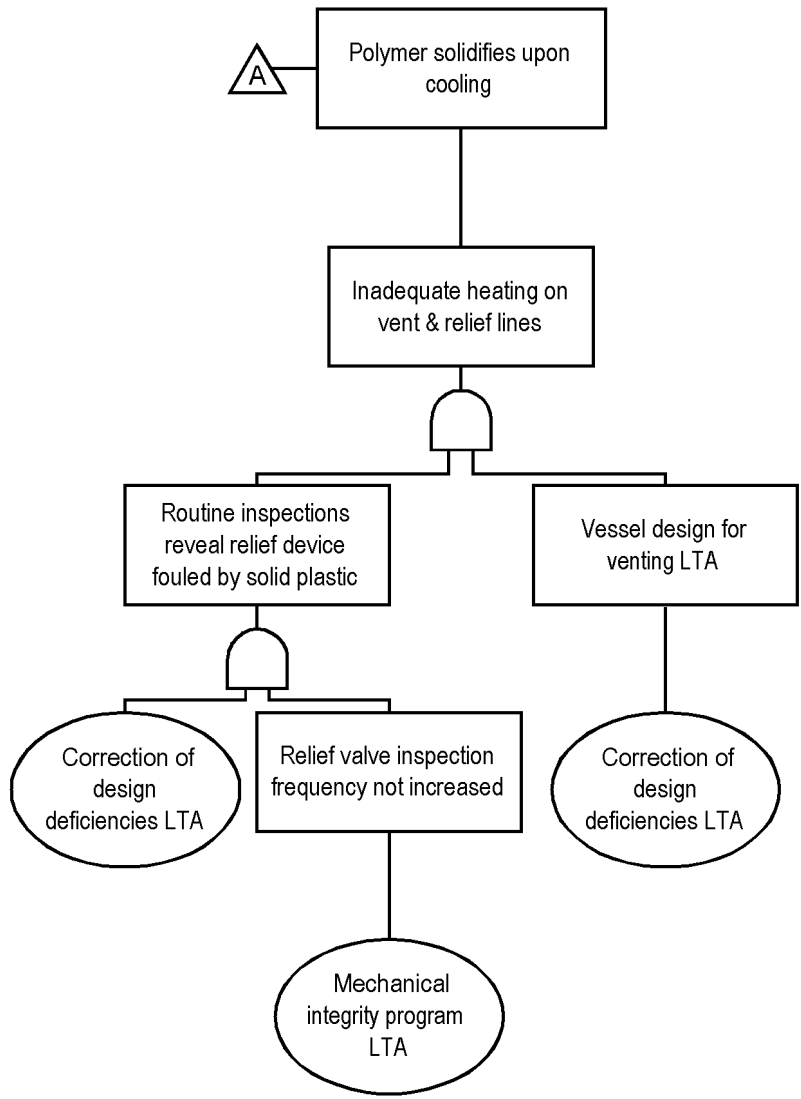 A
Polymer solidifies upon
cooling
Inadequate heating on
vent & relief lines
Routine inspections
reveal relief device
fouled by solid plastic
Vessel design for
venting LTA
Correction of
design
deficiencies LTA
Relief valve inspection
frequency not increased
Correction of
design
deficiencies LTA
Mechanical
integrity program
LTA